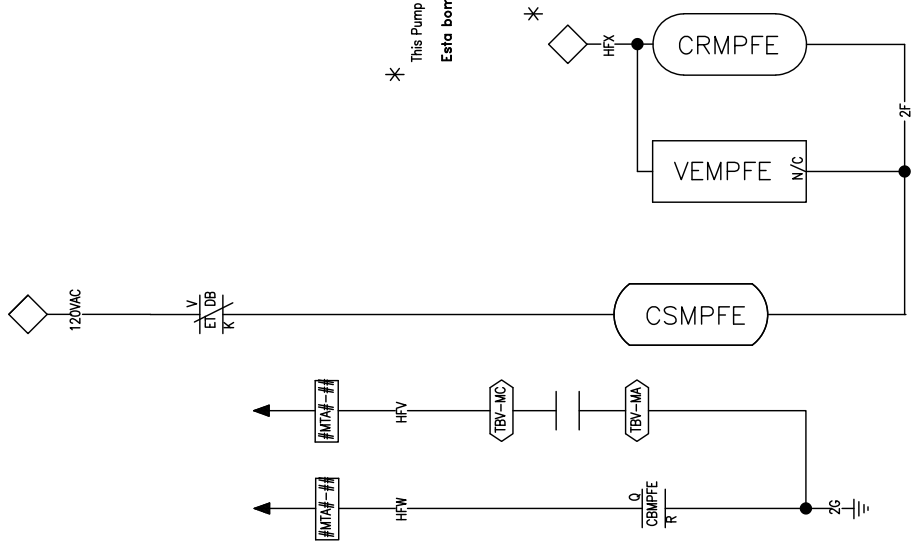 *
This Pump
Esta bom
*
HFX
CRMPFE
VEMPFE
N/C
2F
120VAC
V
ET DB
K
CSMPFE
#MTA#-##
HFV
TBV-MC
TBV-MA
#MTA#-##
HFW
Q
CBMPFE
R
2G